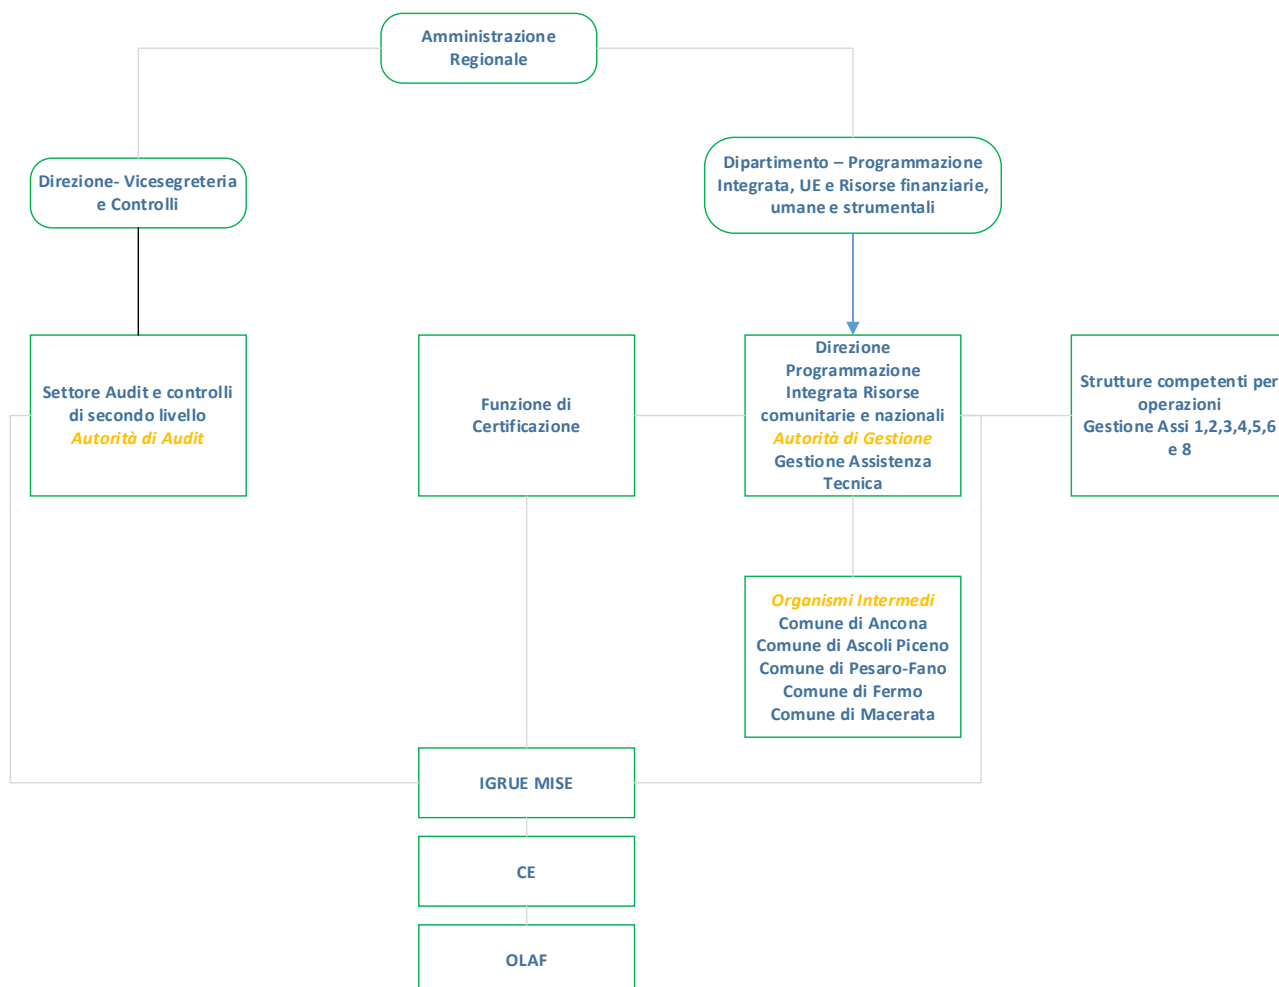 Amministrazione
Regionale
Direzione- Vicesegreteria
e Controlli
Dipartimento – Programmazione
Integrata, UE e Risorse finanziarie,
umane e strumentali
Settore Audit e controlli
di secondo livello
Autorità di Audit
Funzione di
Certificazione
Direzione
Programmazione
Integrata Risorse
comunitarie e nazionali
Autorità di Gestione
Gestione Assistenza
Tecnica
Strutture competenti per
operazioni
Gestione Assi 1,2,3,4,5,6
e 8
Organismi Intermedi
Comune di Ancona
Comune di Ascoli Piceno
Comune di Pesaro-Fano
Comune di Fermo
Comune di Macerata
IGRUE MISE
CE
OLAF